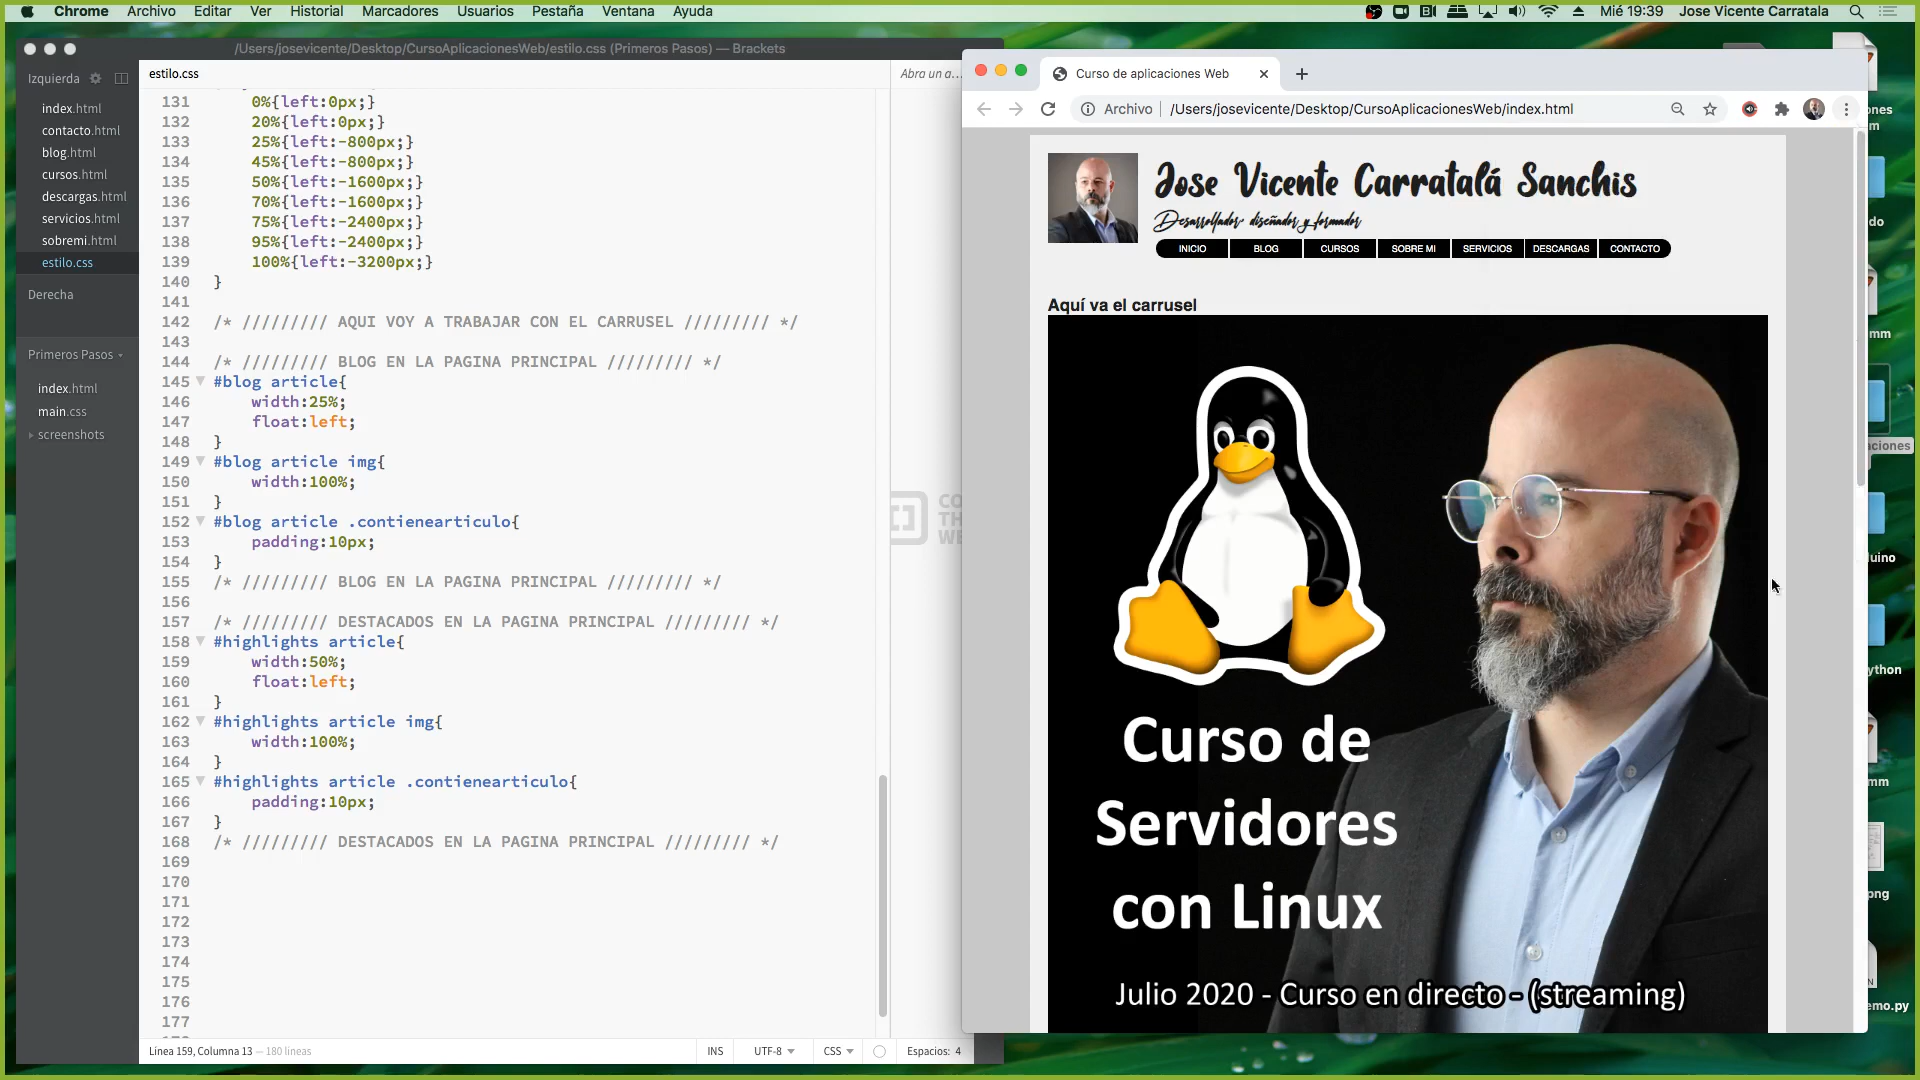 Chrome Archivo Editar Ver Historial Marcadores Usuarios Pestaña Ventana Ayuda
Mié 19:39 Jose Vicente Carratala
/Users/josevicente/Desktop/CursoAplicacionesWeb/estilo.css (Primeros Pasos) — Brackets
Izquierda
index.html
contacto.html
blog.html
cursos.html
descargas.html
servicios.html
sobremi.html
estilo.css
Derecha
Primeros Pasos
index.html
main.css
screenshots
estilo.css
Abra un a...
131 0%{left:0px;}
132 20%{left:0px;}
133 25%{left:-800px;}
134 45%{left:-800px;}
135 50%{left:-1600px;}
136 70%{left:-1600px;}
137 75%{left:-2400px;}
138 95%{left:-2400px;}
139 100%{left:-3200px;}
140 }
141
142 /* ///////// AQUI VOY A TRABAJAR CON EL CARRUSEL ///////// */
143
144 /* ///////// BLOG EN LA PAGINA PRINCIPAL ///////// */
145 #blog article{
146 width:25%;
147 float:left;
148 }
149 #blog article img{
150 width:100%;
151 }
152 #blog article .contienearticulo{
153 padding:10px;
154 }
155 /* ///////// BLOG EN LA PAGINA PRINCIPAL ///////// */
156
157 /* ///////// DESTACADOS EN LA PAGINA PRINCIPAL ///////// */
158 #highlights article{
159 width:50%;
160 float:left;
161 }
162 #highlights article img{
163 width:100%;
164 }
165 #highlights article .contienearticulo{
166 padding:10px;
167 }
168 /* ///////// DESTACADOS EN LA PAGINA PRINCIPAL ///////// */
169
170
171
172
173
174
175
176
177
Línea 159, Columna 13 — 180 líneas
INS UTF-8 CSS Espacios: 4
Curso de aplicaciones Web
Archivo /Users/josevicente/Desktop/CursoAplicacionesWeb/index.html
Jose Vicente Carratalá Sanchis
Desarrollador, diseñador y formador
INICIO BLOG CURSOS SOBRE MI SERVICIOS DESCARGAS CONTACTO
Aquí va el carrusel
Curso de
Servidores
con Linux
Julio 2020 - Curso en directo - (streaming)